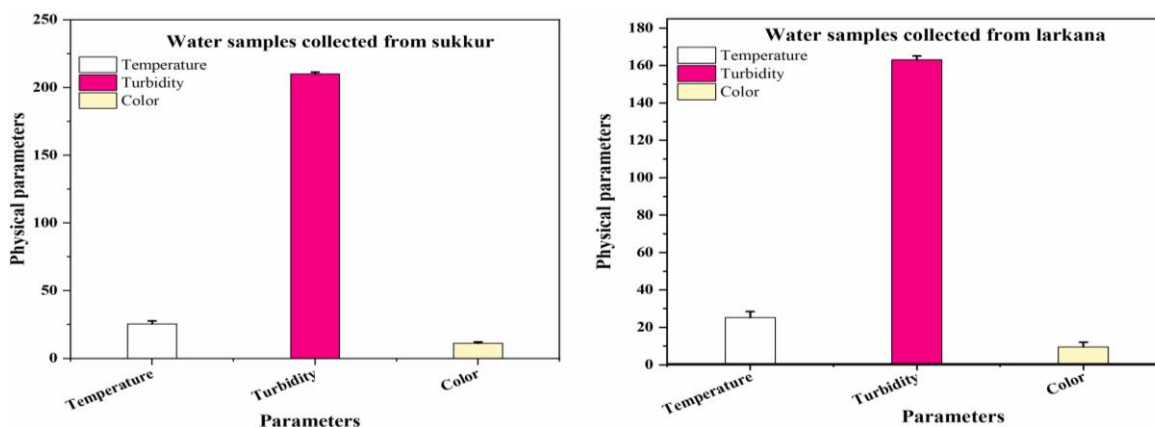 Water samples collected from sukkur
Temperature
Turbidity
Color
250
200
150
100
50
0
Physical parameters
Temperature
Turbidity
Color
Parameters
Water samples collected from larkana
Temperature
Turbidity
Color
180
160
140
120
100
80
60
40
20
0
Physical parameters
Temperature
Turbidity
Color
Parameters